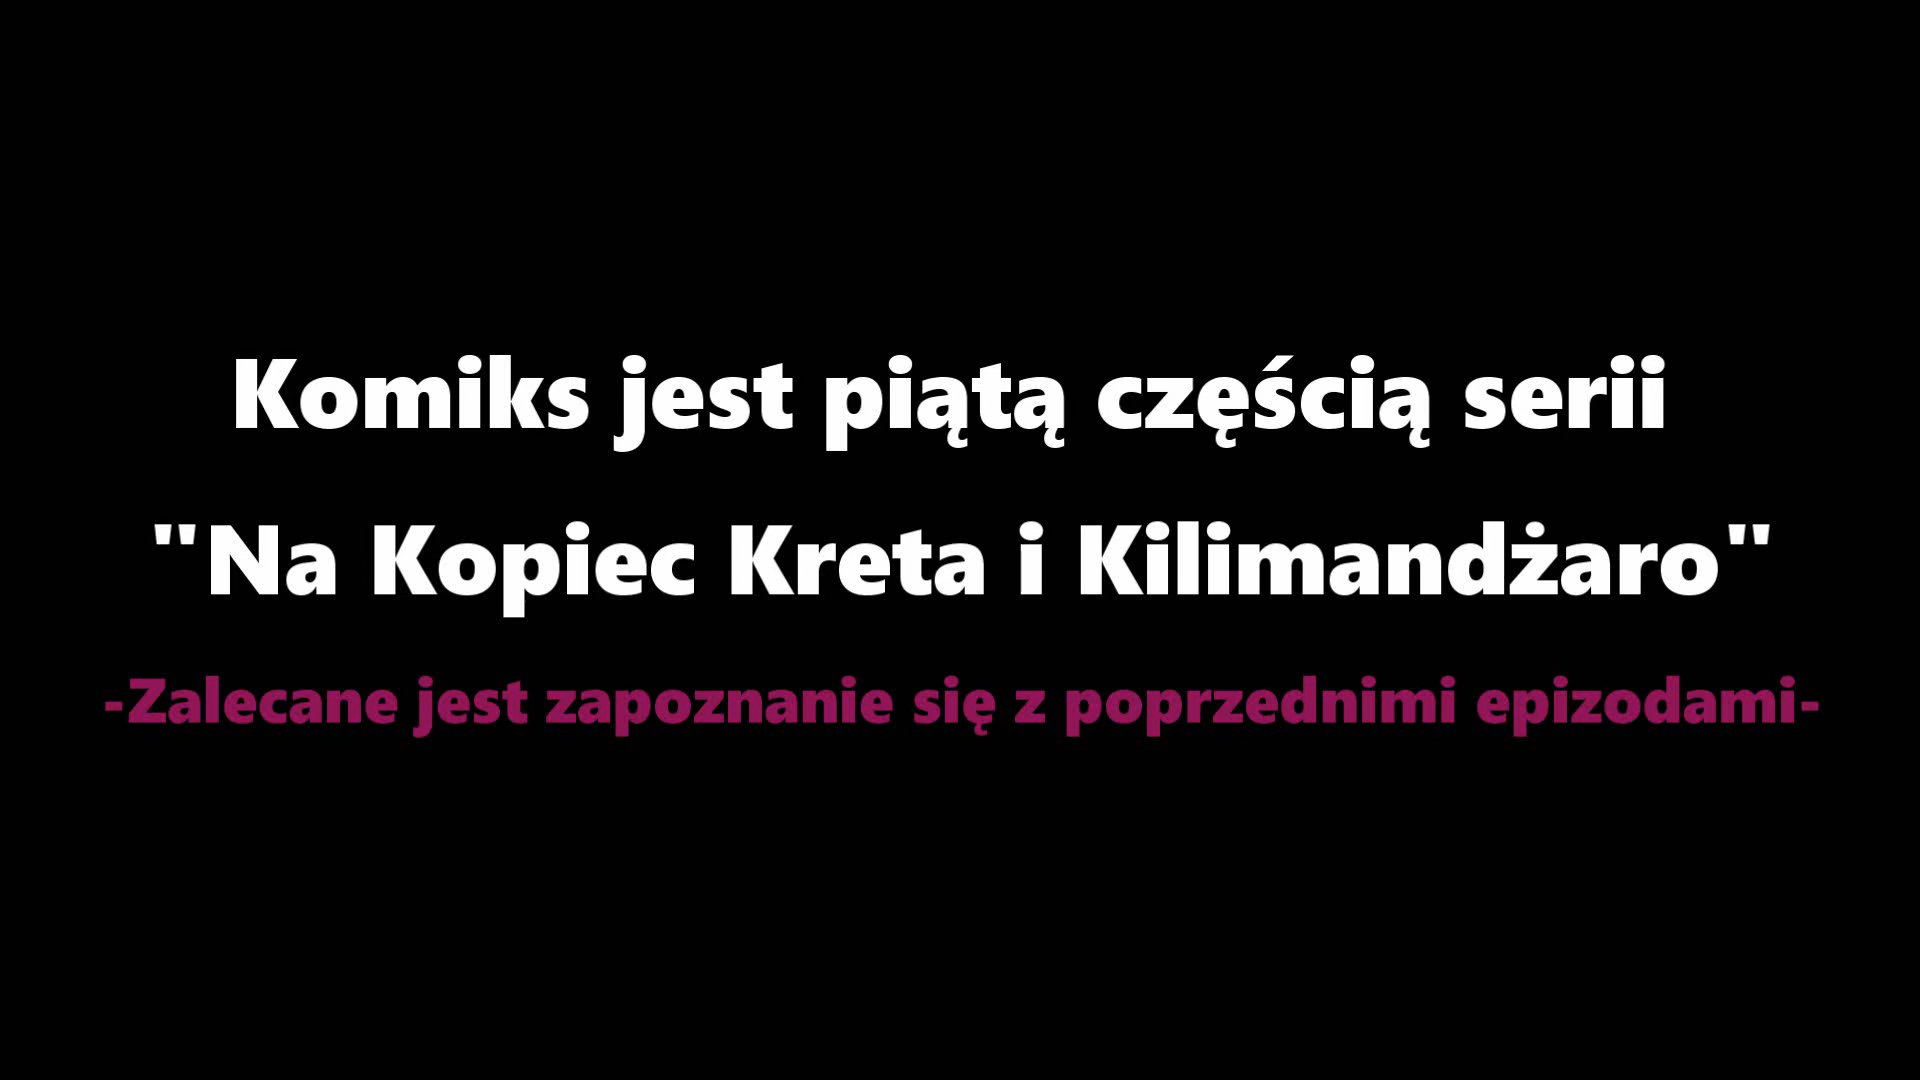 Komiks jest piątą częścią serii
"Na Kopiec Kreta i Kilimandżaro"
-Zalecane jest zapoznanie się z poprzednimi epizodami-